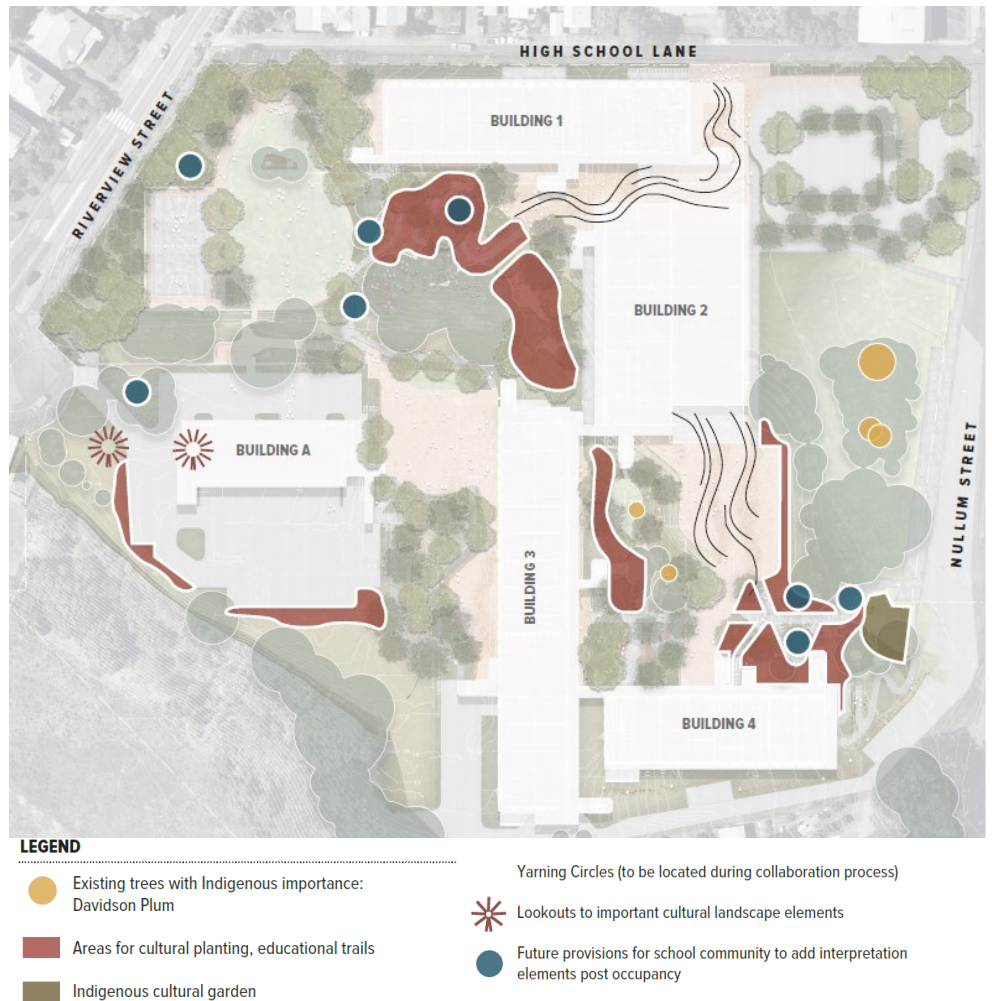 HIGH SCHOOL LANE
RIVERVIEW STREET
BUILDING 1
BUILDING 2
BUILDING A
NULLUM STREET
BUILDING 3
BUILDING 4
LEGEND
Existing trees with Indigenous importance:
Davidson Plum
Areas for cultural planting, educational trails
Indigenous cultural garden
Yarning Circles (to be located during collaboration process)
Lookouts to important cultural landscape elements
Future provisions for school community to add interpretation
elements post occupancy